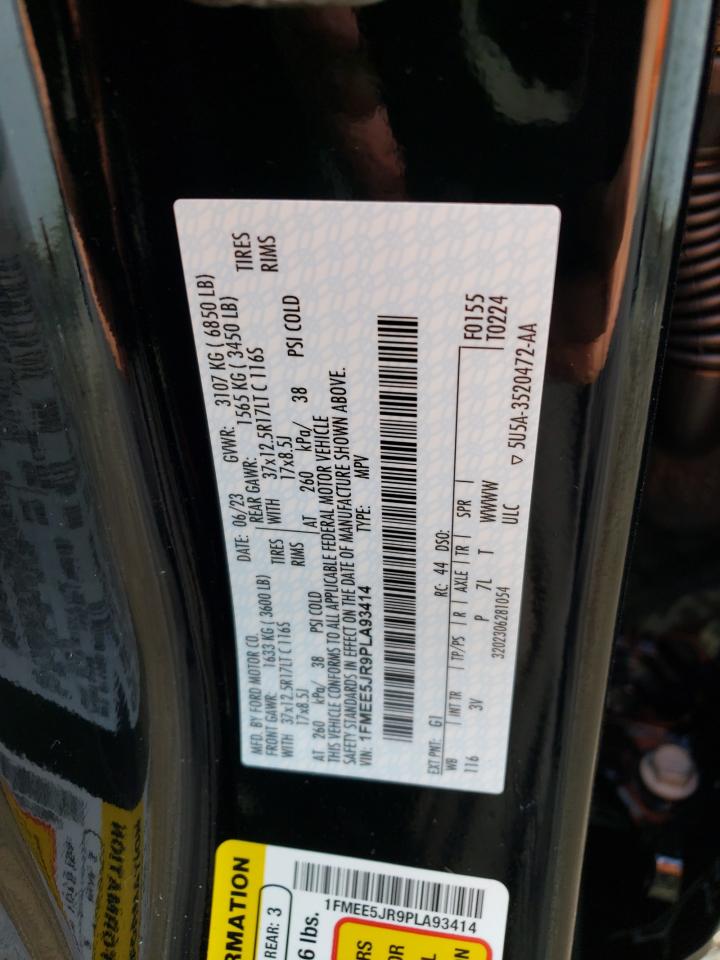 MFD. BY FORD MOTOR CO. DATE: 06/23 GVWR: 3107 KG ( 6850 LB)
FRONT GAWR: 1633 KG ( 3600 LB) REAR GAWR: 1565 KG ( 3450 LB)
WITH 37x12.5R17LT C 116S TIRES WITH 37x12.5R17LT C 116S TIRES
17x8.5J RIMS 17x8.5J RIMS
AT 260 kPa/ 38 PSI COLD AT 260 kPa/ 38 PSI COLD
THIS VEHICLE CONFORMS TO ALL APPLICABLE FEDERAL MOTOR VEHICLE
SAFETY STANDARDS IN EFFECT ON THE DATE OF MANUFACTURE SHOWN ABOVE.
VIN: 1FMEE5JR9PLA93414 TYPE: MPV
EXT PNT: G1 RC: 44 DSO: F0155
WB INT TR TP/PS R AXLE TR SPR T0224
116 3V P 7L T WWWW
ULC
3202306281054 ▽ 5U5A-3520472-AA
RMATION
REAR: 3
6 lbs.
1FMEE5JR9PLA93414
RS
OR
N